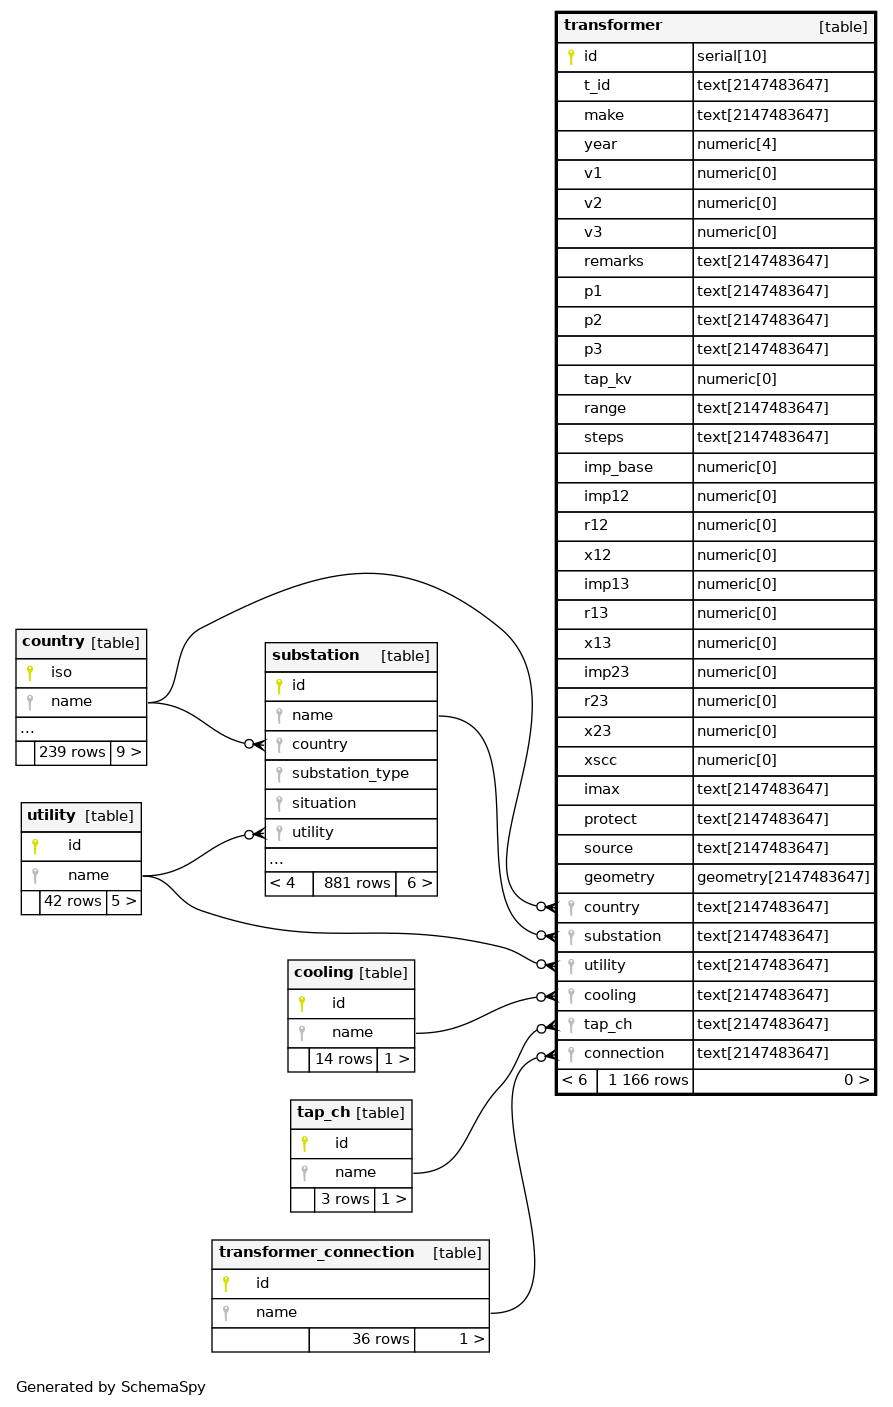 transformer [table]
id serial[10]
t_id text[2147483647]
make text[2147483647]
year numeric[4]
v1 numeric[0]
v2 numeric[0]
v3 numeric[0]
remarks text[2147483647]
p1 text[2147483647]
p2 text[2147483647]
p3 text[2147483647]
tap_kv numeric[0]
range text[2147483647]
steps text[2147483647]
imp_base numeric[0]
imp12 numeric[0]
r12 numeric[0]
x12 numeric[0]
imp13 numeric[0]
r13 numeric[0]
x13 numeric[0]
imp23 numeric[0]
r23 numeric[0]
x23 numeric[0]
xscc numeric[0]
imax text[2147483647]
protect text[2147483647]
source text[2147483647]
geometry geometry[2147483647]
country text[2147483647]
substation text[2147483647]
utility text[2147483647]
cooling text[2147483647]
tap_ch text[2147483647]
connection text[2147483647]
< 6 1 166 rows 0 >
country [table]
iso
name
...
239 rows 9 >
substation [table]
id
name
country
substation_type
situation
utility
...
< 4 881 rows 6 >
utility [table]
id
name
42 rows 5 >
cooling [table]
id
name
14 rows 1 >
tap_ch [table]
id
name
3 rows 1 >
transformer_connection [table]
id
name
36 rows 1 >
Generated by SchemaSpy